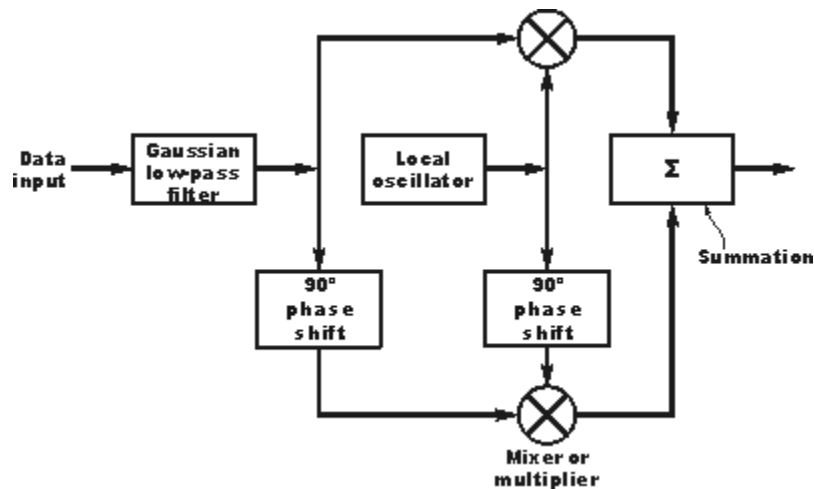 Data
input
Gaussian
low-pass
filter
Local
oscillator
Σ
Summation
90°
phase
shift
90°
phase
shift
Mixer or
multiplier